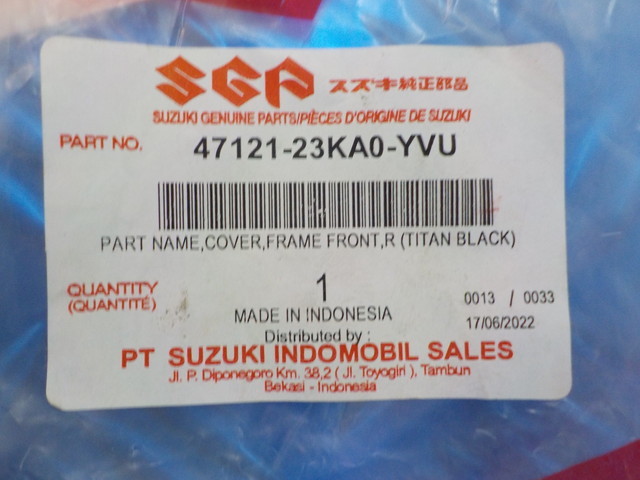 SGP スズキ純正部品
SUZUKI GENUINE PARTS/PIÈCES D'ORIGINE DE SUZUKI
PART NO. 47121-23KA0-YVU
PART NAME,COVER,FRAME FRONT,R (TITAN BLACK)
QUANTITY
(QUANTITÉ)
1
0013 / 0033
MADE IN INDONESIA
17/06/2022
Distributed by :
PT SUZUKI INDOMOBIL SALES
Jl. P. Diponegoro Km. 38,2 ( Jl. Toyogiri ), Tambun
Bekasi - Indonesia